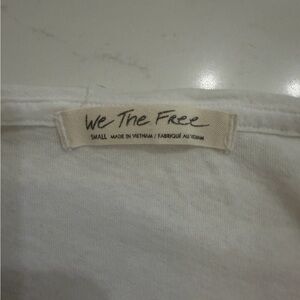 We The Free
SMALL MADE IN VIETNAM / FABRIQUÉ AU VIETNAM